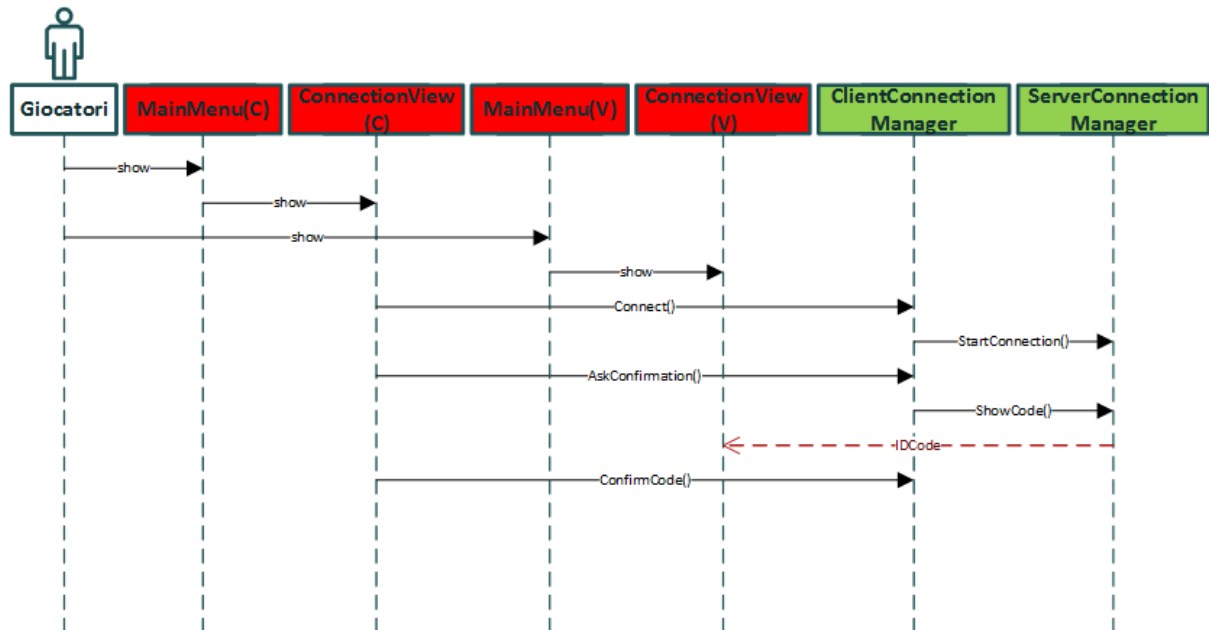 Giocatori
MainMenu(C)
ConnectionView
(C)
MainMenu(V)
ConnectionView
(V)
ClientConnection
Manager
ServerConnection
Manager
show
show
show
show
Connect()
StartConnection()
AskConfirmation()
ShowCode()
IDCode
ConfirmCode()